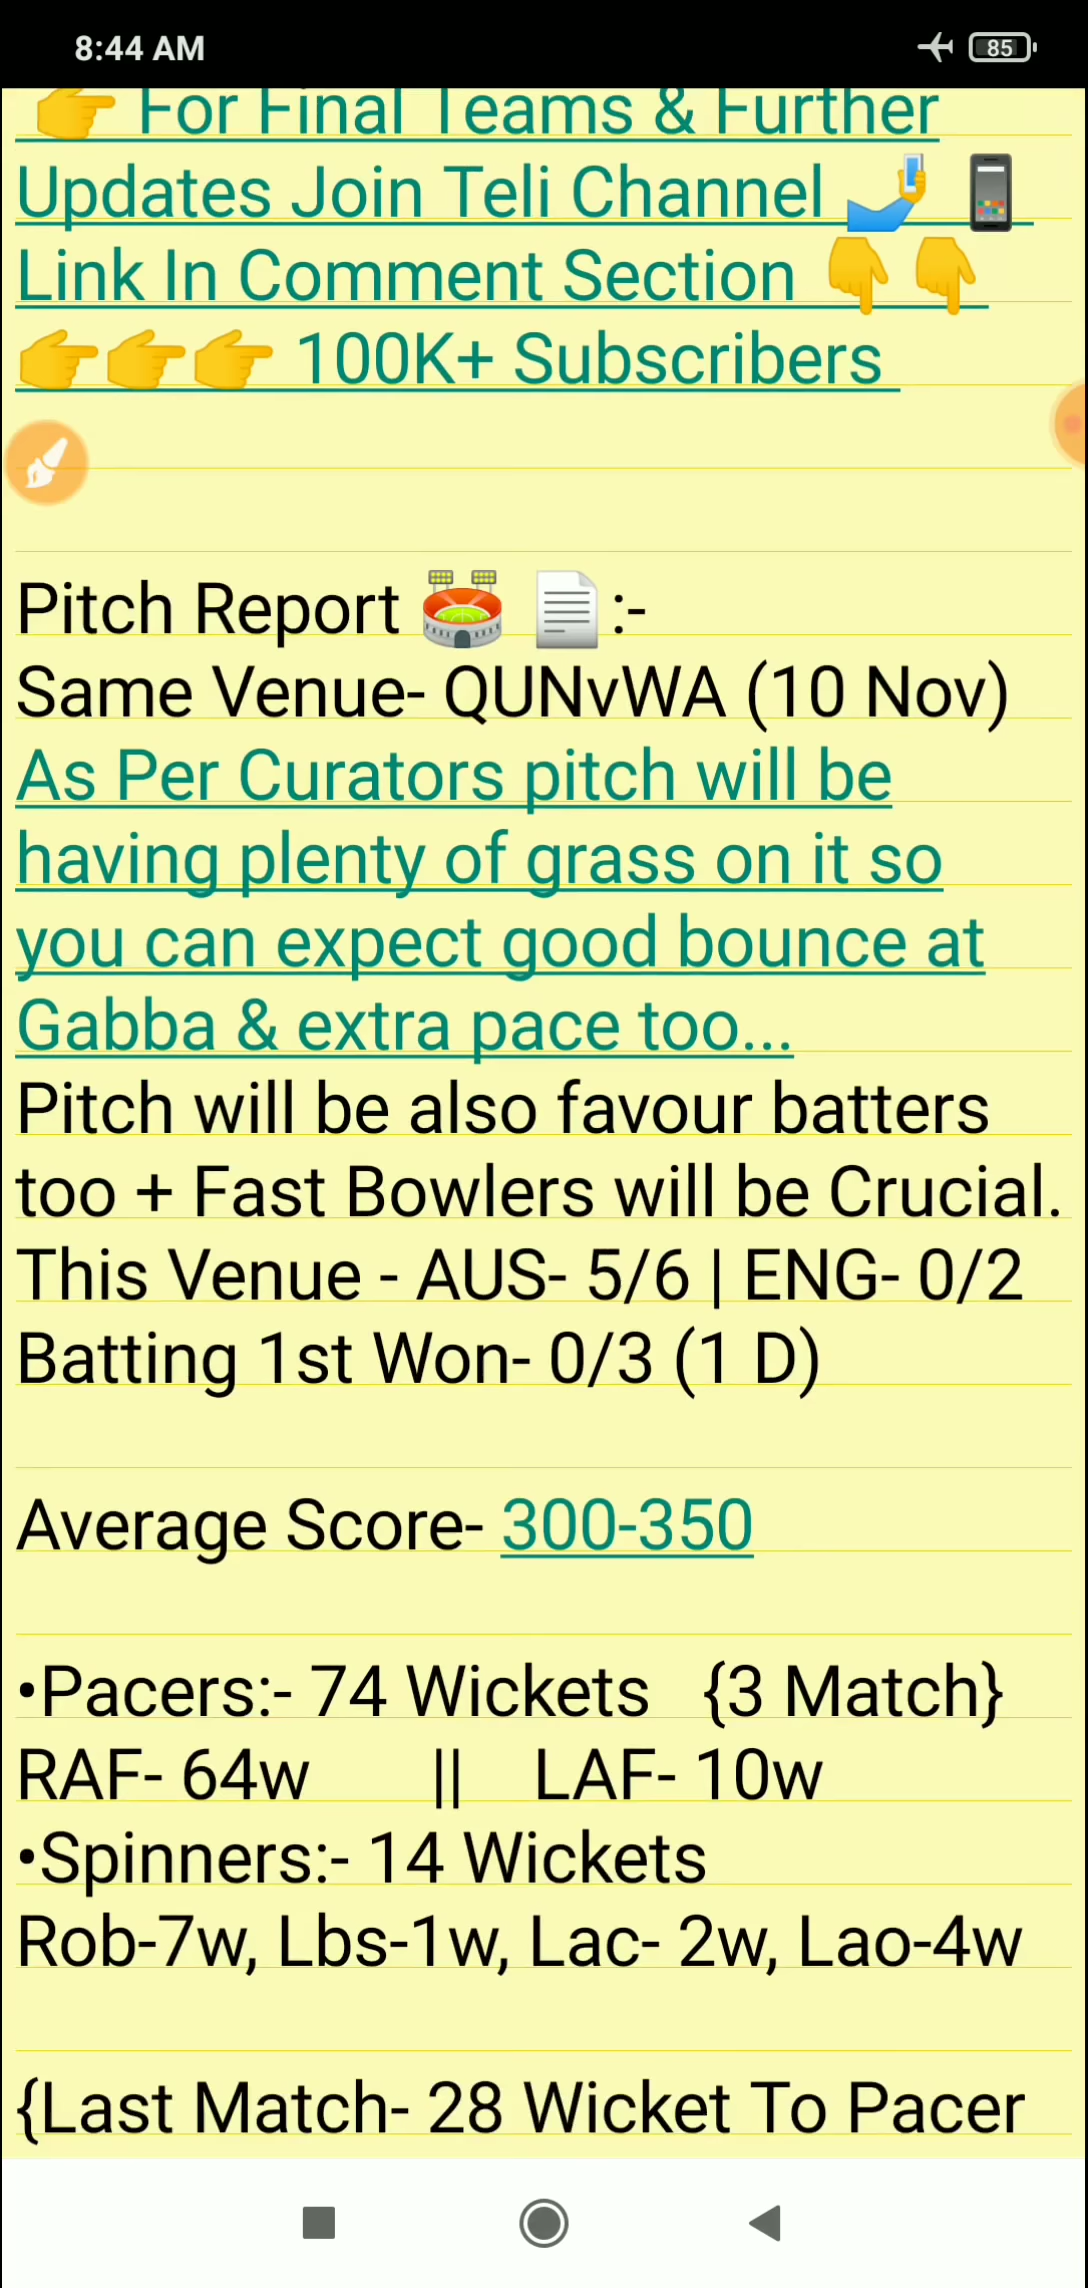 8:44 AM
85
👉 For Final Teams & Further
Updates Join Teli Channel 🤳 📱
Link In Comment Section 👇👇
👉👉👉 100K+ Subscribers
Pitch Report 🏟 📄 :-
Same Venue- QUNvWA (10 Nov)
As Per Curators pitch will be
having plenty of grass on it so
you can expect good bounce at
Gabba & extra pace too...
Pitch will be also favour batters
too + Fast Bowlers will be Crucial.
This Venue - AUS- 5/6 | ENG- 0/2
Batting 1st Won- 0/3 (1 D)
Average Score- 300-350
•Pacers:- 74 Wickets {3 Match}
RAF- 64w || LAF- 10w
•Spinners:- 14 Wickets
Rob-7w, Lbs-1w, Lac- 2w, Lao-4w
{Last Match- 28 Wicket To Pacer